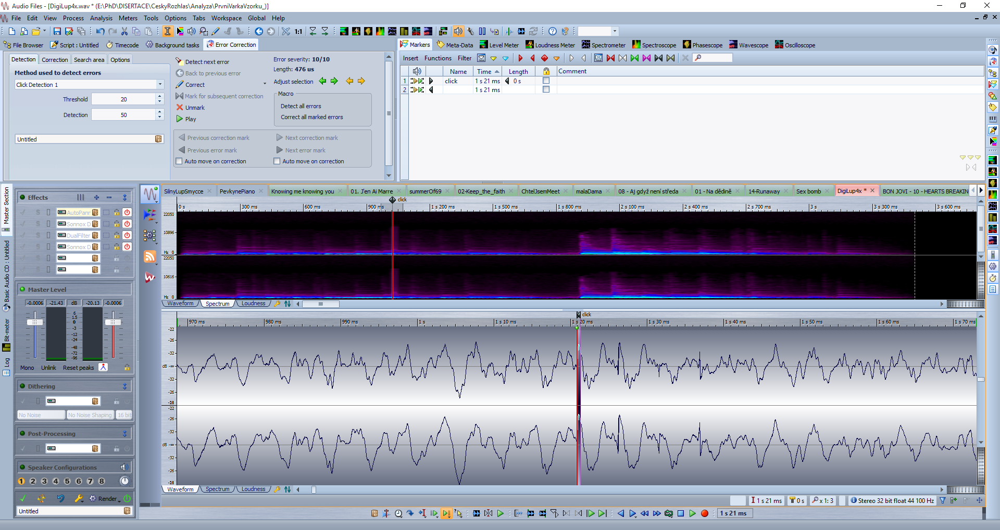 Audio Files - [DigiLup4x.wav * (E:\PhD\DISERTACE\CeskyRozhlas\Analyza\PrvniVarkaVzorku_)]
File Edit View Process Analysis Meters Tools Options Tabs Workspace Global Help
1:1
File Browser Script : Untitled Timecode Background tasks Error Correction
Detection Correction Search area Options
Method used to detect errors
Click Detection 1
Threshold 20
Detection 50
Untitled
Detect next error
Back to previous error
Correct
Mark for subsequent correction
Unmark
Play
Error severity: 10/10
Length: 476 us
Adjust selection
Macro
Detect all errors
Correct all marked errors
Previous correction mark Next correction mark
Previous error mark Next error mark
Auto move on correction Auto move on correction
Markers Meta-Data Level Meter Loudness Meter Spectrometer Spectroscope Phasescope Wavescope Oscilloscope
Insert Functions Filter
Name Time Length Comment
1 click 1 s 21 ms 0 s
2 1 s 21 ms
Master Section
Basic Audio CD : Untitled
Bit-meter
Log
Effects
AutoPanr
Sonnox D
DualFilter
Sonnox D
Master Level
-0.0006 -21.43 dB -20.13 -0.0006
6
1.5
0
-3
-6
-12
-24
-48
-72
-96
Mono Unlink Reset peaks
Dithering
No Noise No Noise Shaping 16 bit
Post-Processing
Speaker Configurations
1 2 3 4 5 6 7 8
Render
Untitled
SilnyLupSmycce PevkynePiano Knowing me knowing you 01. J'en Ai Marre summerOf69 02-Keep_the_faith ChtelJsemMeet malaDama 08 - Aj když není středa 01 - Na dědině 14-Runaway Sex bomb DigiLup4x * BON JOVI - 10 - HEARTS BREAKIN
click
0 s 300 ms 600 ms 900 ms 1 s 200 ms 1 s 500 ms 1 s 800 ms 2 s 100 ms 2 s 400 ms 2 s 700 ms 3 s 3 s 300 ms 3 s 600 ms
22050
10896
Hz 0
22050
10616
Hz 0
Waveform Spectrum Loudness
click
970 ms 980 ms 990 ms 1 s 1 s 10 ms 1 s 20 ms 1 s 30 ms 1 s 40 ms 1 s 50 ms 1 s 60 ms 1 s 70 ms
-22
-26
-32
dB -∞
-32
-26
-18
-22
-26
-32
dB -∞
-32
-26
-18
Waveform Spectrum Loudness
1 s 21 ms 0 s x 1: 3 Stereo 32 bit float 44 100 Hz
1 s 21 ms